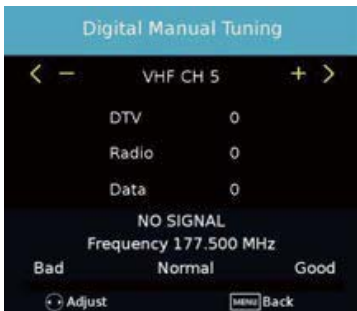 Digital Manual Tuning
< − VHF CH 5 + >
DTV 0
Radio 0
Data 0
NO SIGNAL
Frequency 177.500 MHz
Bad Normal Good
Adjust MENU Back